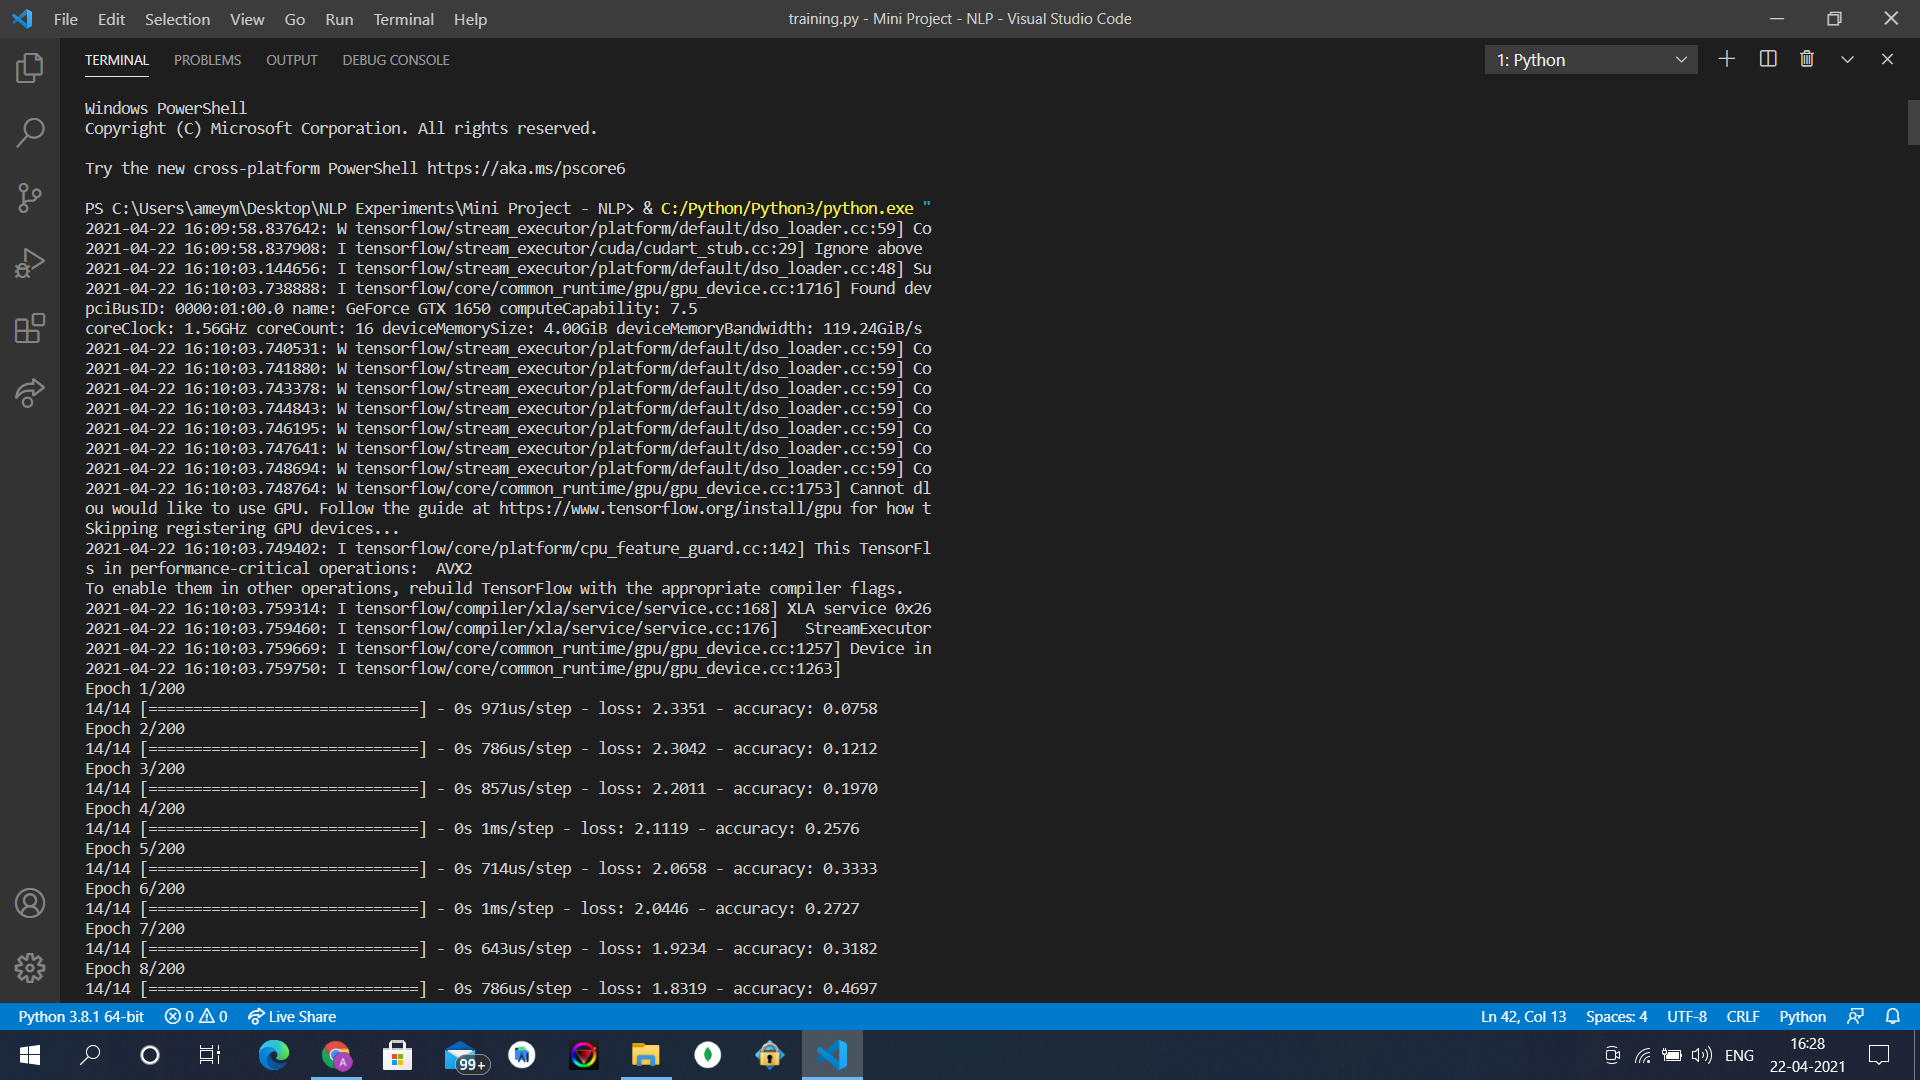 File Edit Selection View Go Run Terminal Help
training.py - Mini Project - NLP - Visual Studio Code
TERMINAL PROBLEMS OUTPUT DEBUG CONSOLE
1: Python
Windows PowerShell
Copyright (C) Microsoft Corporation. All rights reserved.
Try the new cross-platform PowerShell https://aka.ms/pscore6
PS C:\Users\ameym\Desktop\NLP Experiments\Mini Project - NLP> & C:/Python/Python3/python.exe "
2021-04-22 16:09:58.837642: W tensorflow/stream_executor/platform/default/dso_loader.cc:59] Co
2021-04-22 16:09:58.837908: I tensorflow/stream_executor/cuda/cudart_stub.cc:29] Ignore above
2021-04-22 16:10:03.144656: I tensorflow/stream_executor/platform/default/dso_loader.cc:48] Su
2021-04-22 16:10:03.738888: I tensorflow/core/common_runtime/gpu/gpu_device.cc:1716] Found dev
pciBusID: 0000:01:00.0 name: GeForce GTX 1650 computeCapability: 7.5
coreClock: 1.56GHz coreCount: 16 deviceMemorySize: 4.00GiB deviceMemoryBandwidth: 119.24GiB/s
2021-04-22 16:10:03.740531: W tensorflow/stream_executor/platform/default/dso_loader.cc:59] Co
2021-04-22 16:10:03.741880: W tensorflow/stream_executor/platform/default/dso_loader.cc:59] Co
2021-04-22 16:10:03.743378: W tensorflow/stream_executor/platform/default/dso_loader.cc:59] Co
2021-04-22 16:10:03.744843: W tensorflow/stream_executor/platform/default/dso_loader.cc:59] Co
2021-04-22 16:10:03.746195: W tensorflow/stream_executor/platform/default/dso_loader.cc:59] Co
2021-04-22 16:10:03.747641: W tensorflow/stream_executor/platform/default/dso_loader.cc:59] Co
2021-04-22 16:10:03.748694: W tensorflow/stream_executor/platform/default/dso_loader.cc:59] Co
2021-04-22 16:10:03.748764: W tensorflow/core/common_runtime/gpu/gpu_device.cc:1753] Cannot dl
ou would like to use GPU. Follow the guide at https://www.tensorflow.org/install/gpu for how t
Skipping registering GPU devices...
2021-04-22 16:10:03.749402: I tensorflow/core/platform/cpu_feature_guard.cc:142] This TensorFl
s in performance-critical operations:  AVX2
To enable them in other operations, rebuild TensorFlow with the appropriate compiler flags.
2021-04-22 16:10:03.759314: I tensorflow/compiler/xla/service/service.cc:168] XLA service 0x26
2021-04-22 16:10:03.759460: I tensorflow/compiler/xla/service/service.cc:176]   StreamExecutor
2021-04-22 16:10:03.759669: I tensorflow/core/common_runtime/gpu/gpu_device.cc:1257] Device in
2021-04-22 16:10:03.759750: I tensorflow/core/common_runtime/gpu/gpu_device.cc:1263]
Epoch 1/200
14/14 [==============================] - 0s 971us/step - loss: 2.3351 - accuracy: 0.0758
Epoch 2/200
14/14 [==============================] - 0s 786us/step - loss: 2.3042 - accuracy: 0.1212
Epoch 3/200
14/14 [==============================] - 0s 857us/step - loss: 2.2011 - accuracy: 0.1970
Epoch 4/200
14/14 [==============================] - 0s 1ms/step - loss: 2.1119 - accuracy: 0.2576
Epoch 5/200
14/14 [==============================] - 0s 714us/step - loss: 2.0658 - accuracy: 0.3333
Epoch 6/200
14/14 [==============================] - 0s 1ms/step - loss: 2.0446 - accuracy: 0.2727
Epoch 7/200
14/14 [==============================] - 0s 643us/step - loss: 1.9234 - accuracy: 0.3182
Epoch 8/200
14/14 [==============================] - 0s 786us/step - loss: 1.8319 - accuracy: 0.4697
Python 3.8.1 64-bit 0 0 Live Share Ln 42, Col 13 Spaces: 4 UTF-8 CRLF Python
99+ A ENG 16:28
22-04-2021